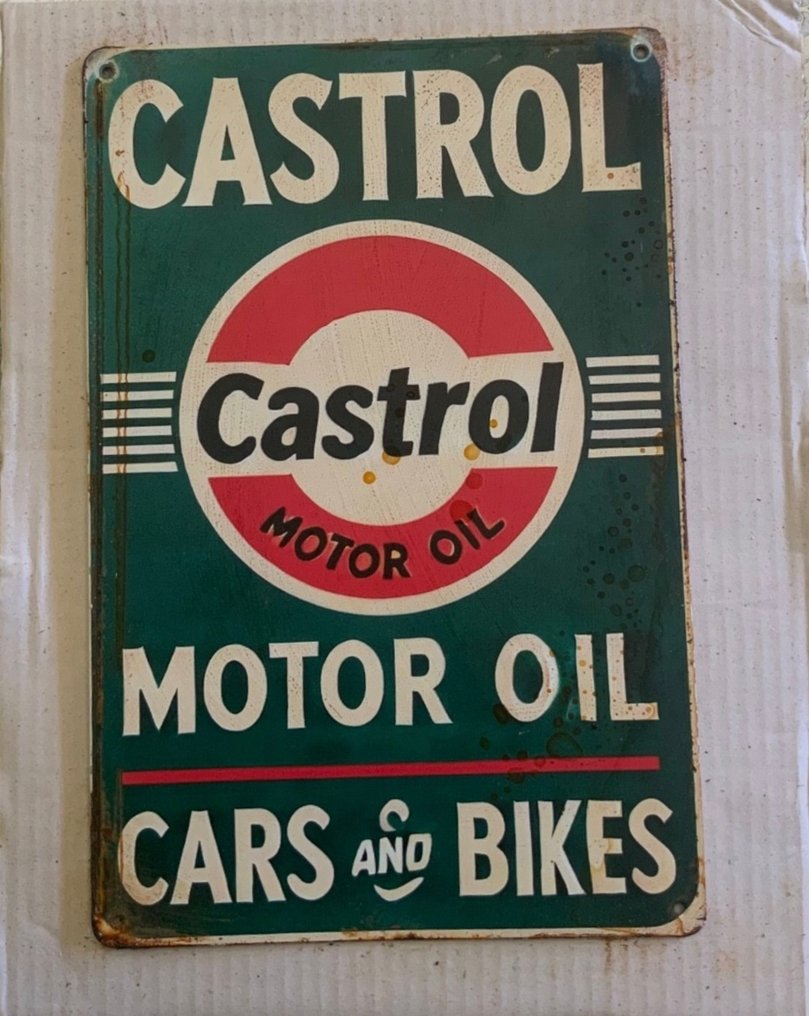 CASTROL
Castrol
MOTOR OIL
MOTOR OIL
CARS AND BIKES